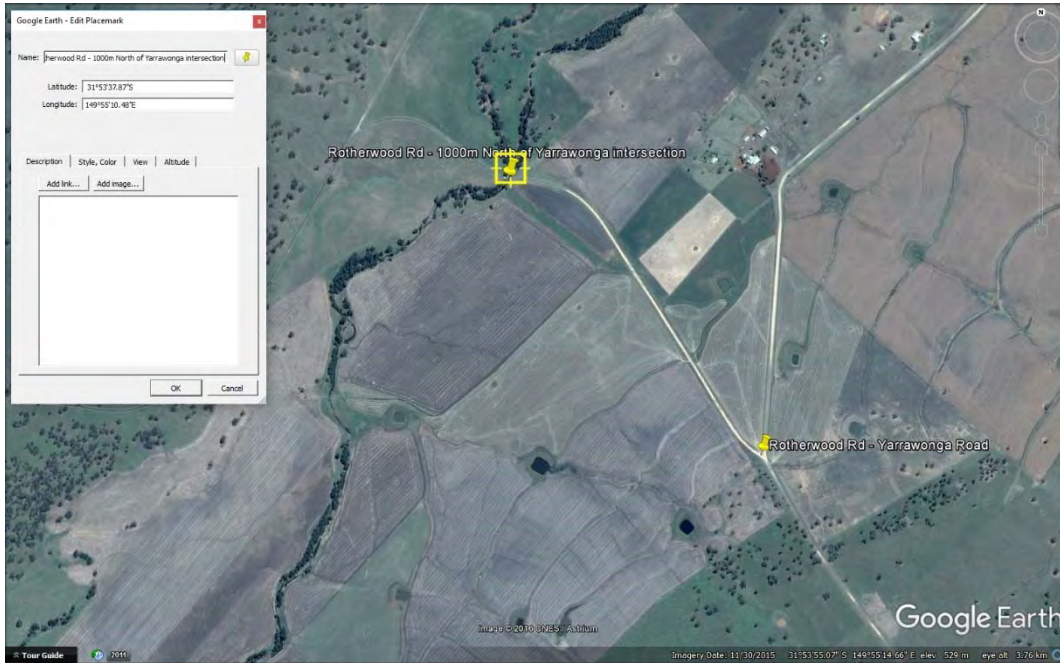 Google Earth - Edit Placemark
x
Name: herwood Rd - 1000m North of Yarrawonga intersection
Latitude: 31°53'37.87"S
Longitude: 149°55'10.48"E
Description Style, Color View Altitude
Add link... Add image...
OK Cancel
N
Rotherwood Rd - 1000m North of Yarrawonga intersection
Rotherwood Rd - Yarrawonga Road
Image © 2016 CNES / Astrium
Google Earth
Tour Guide 2011 Imagery Date: 11/30/2015 31°53'55.07" S 149°55'14.66" E elev 529 m eye alt 3.76 km